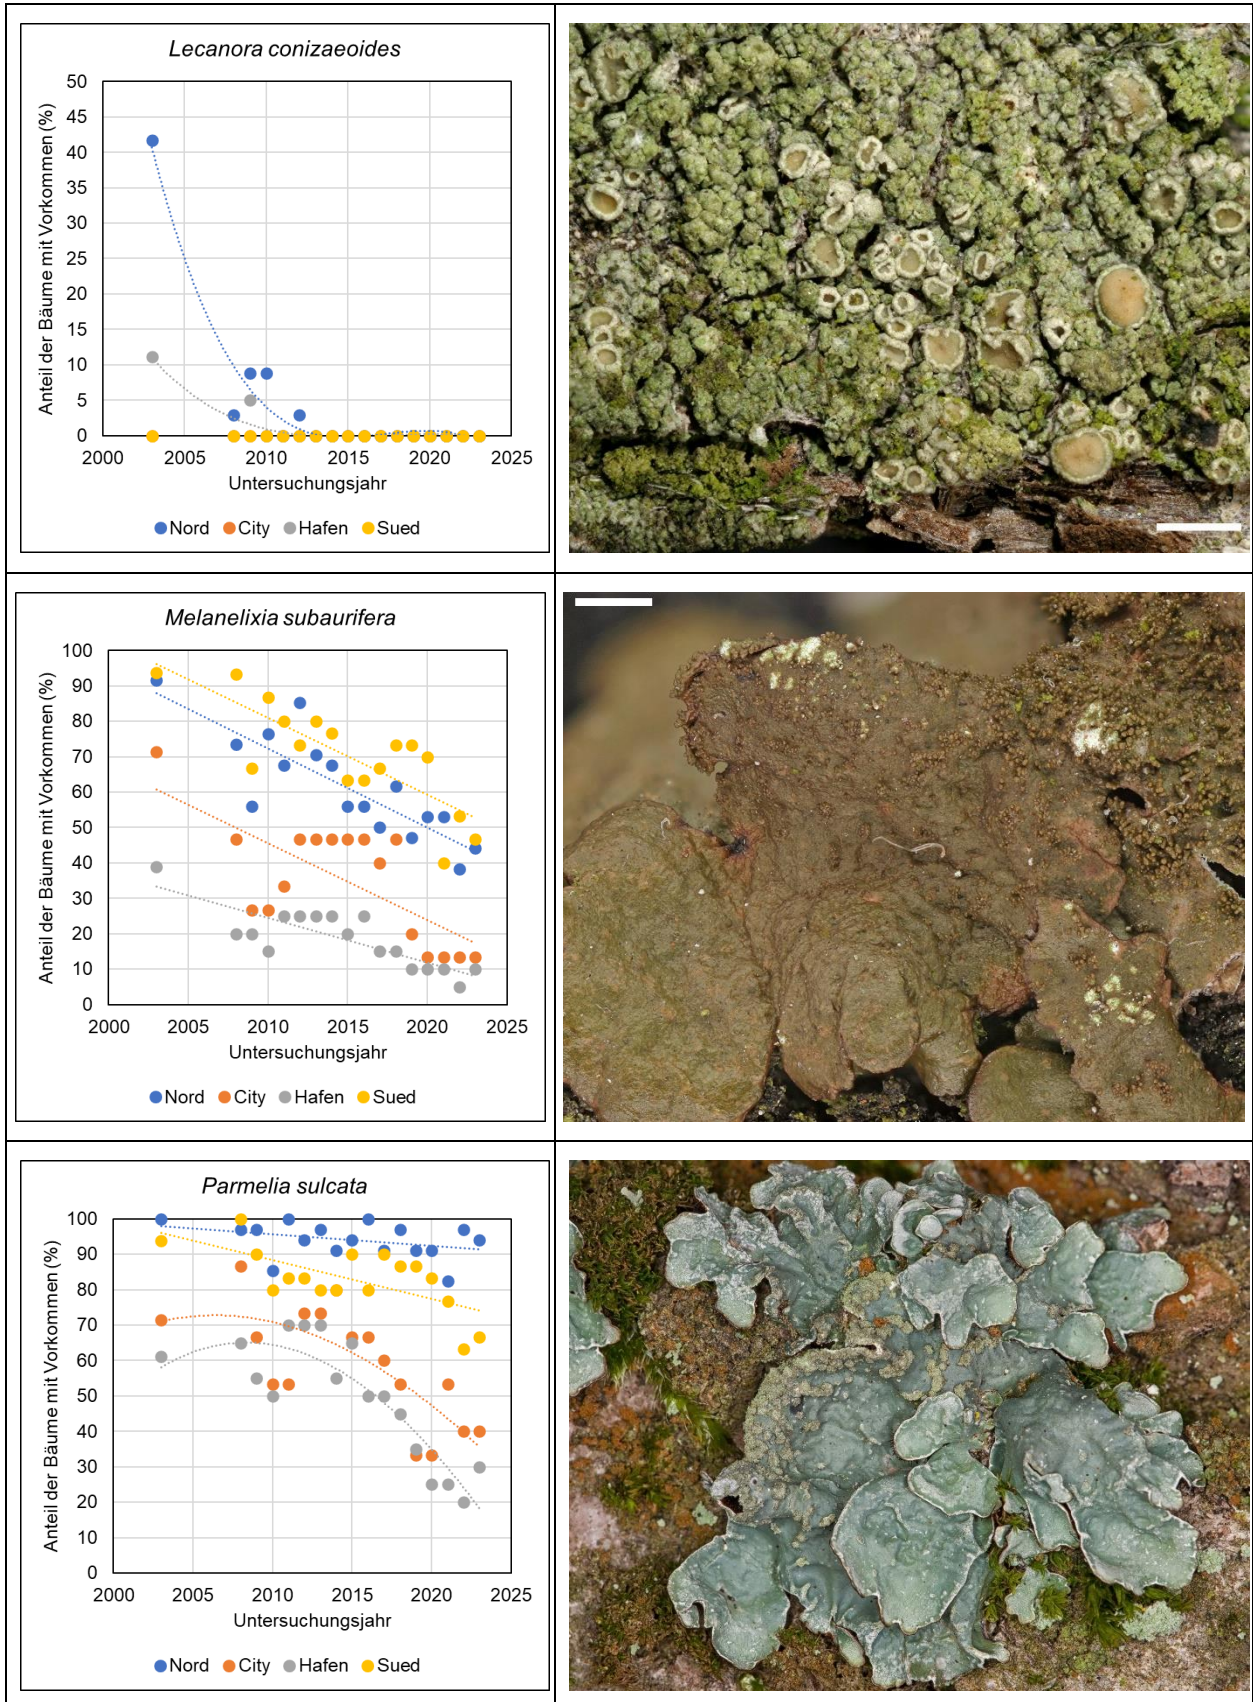 Lecanora conizaeoides
Anteil der Bäume mit Vorkommen (%)
50
45
40
35
30
25
20
15
10
5
0
2000 2005 2010 2015 2020 2025
Untersuchungsjahr
Nord City Hafen Sued
Melanelixia subaurifera
Anteil der Bäume mit Vorkommen (%)
100
90
80
70
60
50
40
30
20
10
0
2000 2005 2010 2015 2020 2025
Untersuchungsjahr
Nord City Hafen Sued
Parmelia sulcata
Anteil der Bäume mit Vorkommen (%)
100
90
80
70
60
50
40
30
20
10
0
2000 2005 2010 2015 2020 2025
Untersuchungsjahr
Nord City Hafen Sued